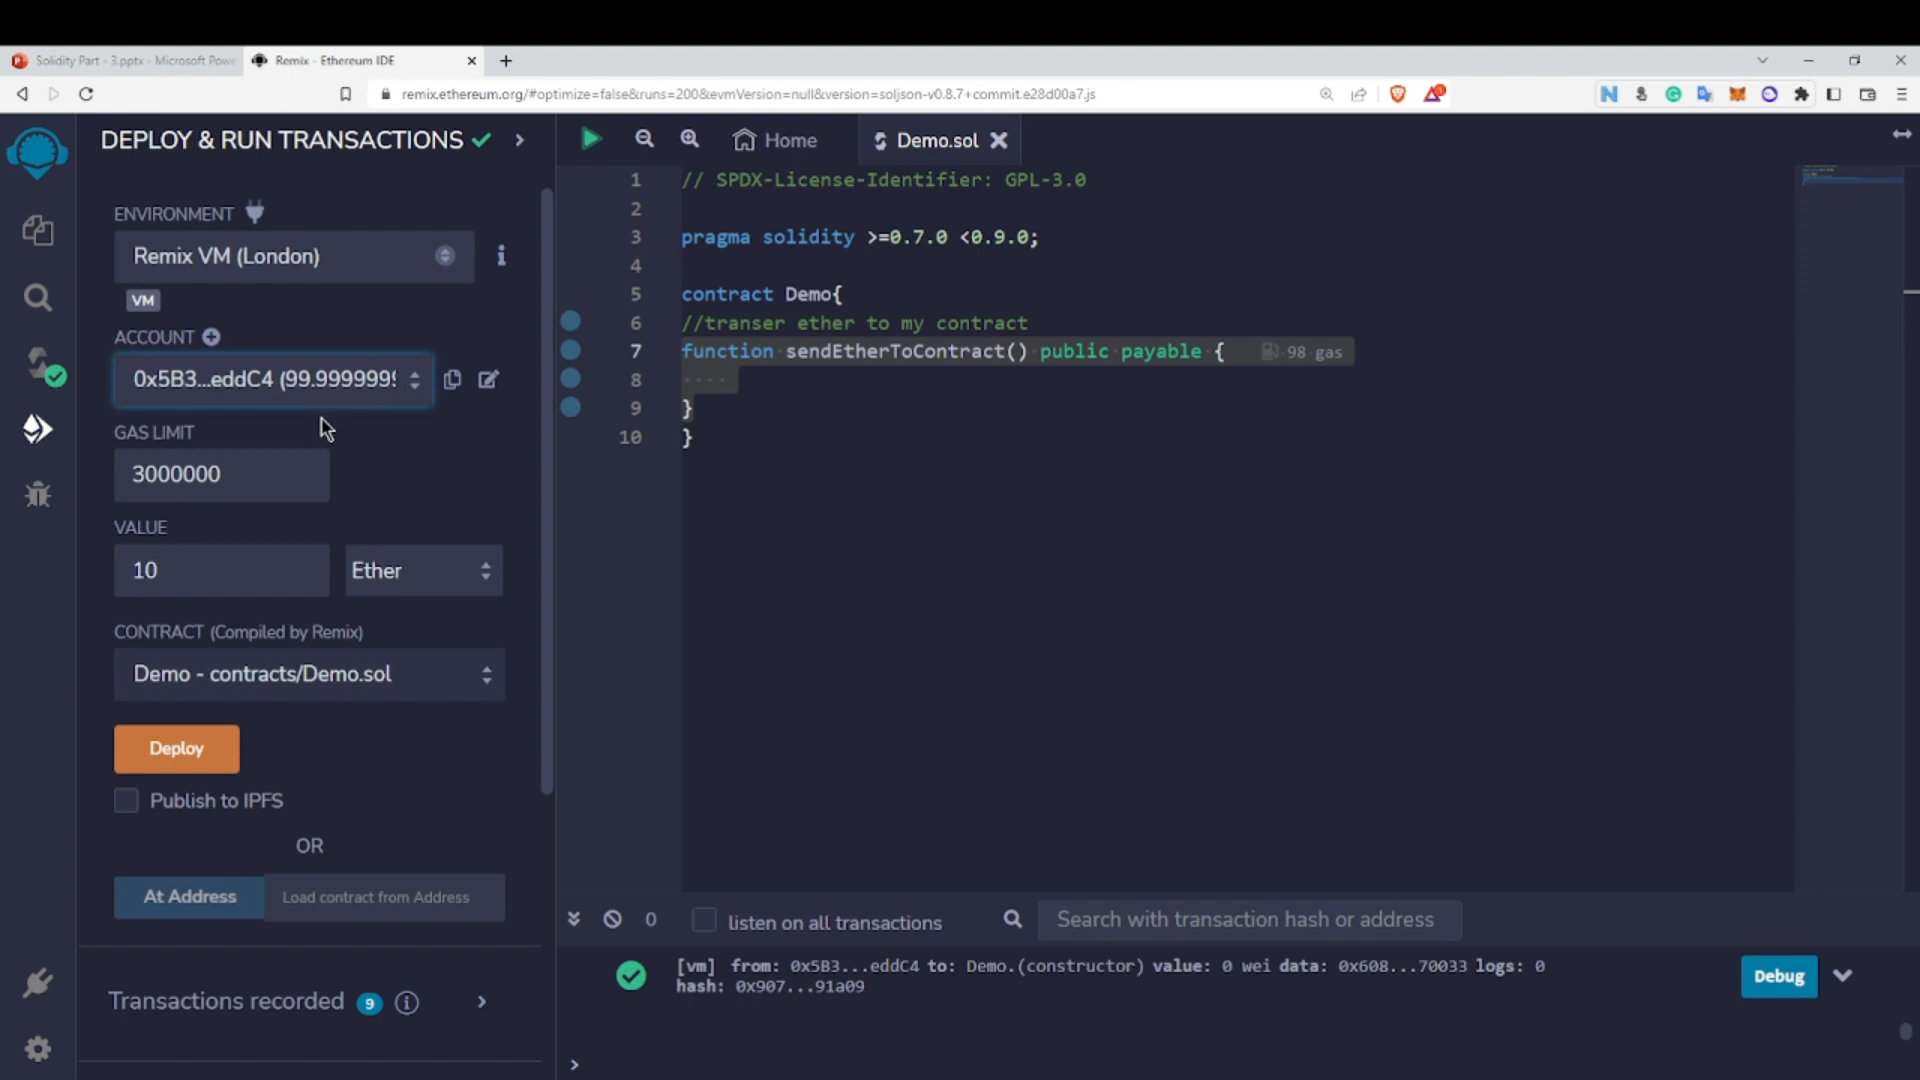 Solidity Part - 3.pptx - Microsoft Powe
Remix - Ethereum IDE
remix.ethereum.org/#optimize=false&runs=200&evmVersion=null&version=soljson-v0.8.7+commit.e28d00a7.js
DEPLOY & RUN TRANSACTIONS
ENVIRONMENT
Remix VM (London)
VM
ACCOUNT
0x5B3...eddC4 (99.9999999
GAS LIMIT
3000000
VALUE
10
Ether
CONTRACT (Compiled by Remix)
Demo - contracts/Demo.sol
Deploy
Publish to IPFS
OR
At Address
Load contract from Address
Transactions recorded 9
Home
Demo.sol
1 // SPDX-License-Identifier: GPL-3.0
2
3 pragma solidity >=0.7.0 <0.9.0;
4
5 contract Demo{
6 //transer ether to my contract
7 function sendEtherToContract() public payable { 98 gas
8 ....
9 }
10 }
0
listen on all transactions
Search with transaction hash or address
[vm] from: 0x5B3...eddC4 to: Demo.(constructor) value: 0 wei data: 0x608...70033 logs: 0
hash: 0x907...91a09
Debug
>